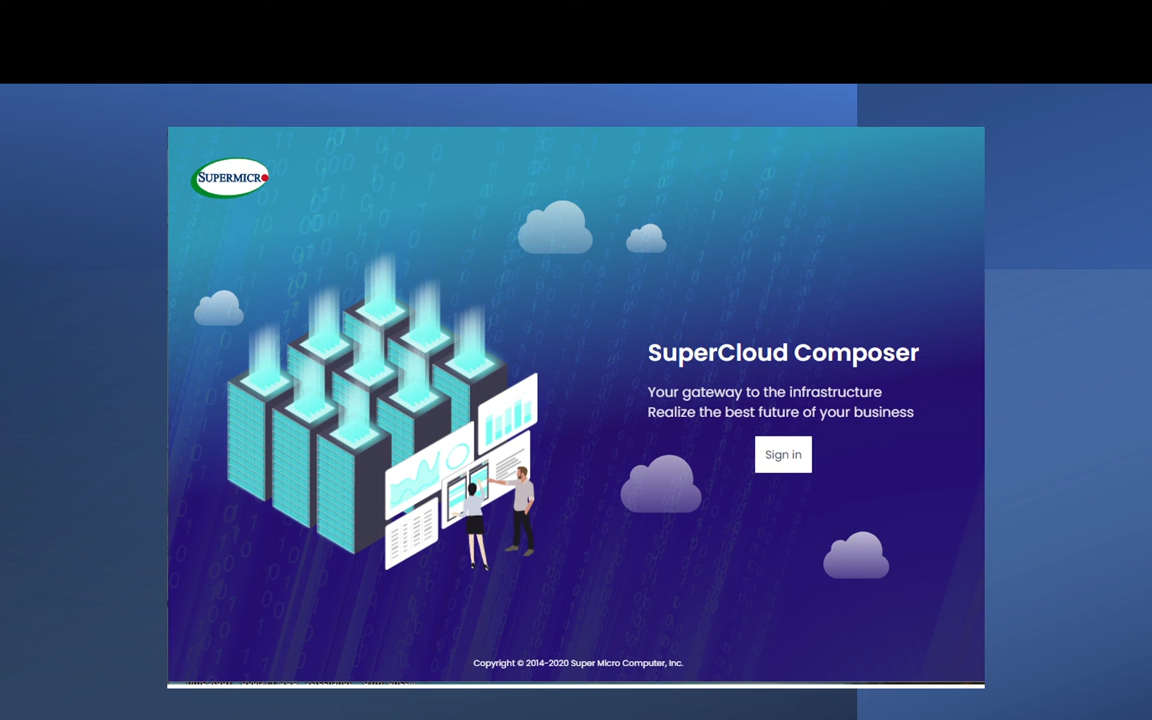 SUPERMICRO
SuperCloud Composer
Your gateway to the infrastructure
Realize the best future of your business
Sign in
Copyright © 2014-2020 Super Micro Computer, Inc.